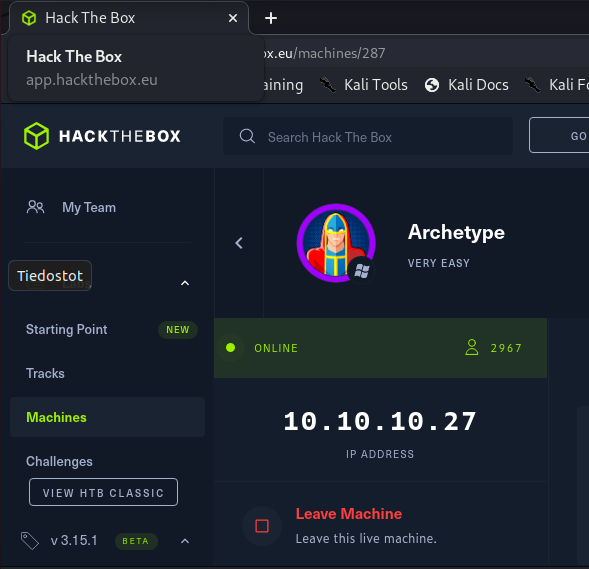 Hack The Box
Hack The Box
app.hackthebox.eu
ox.eu/machines/287
aining Kali Tools Kali Docs Kali Fo
HACKTHEBOX
Search Hack The Box
GO
My Team
Archetype
VERY EASY
Tiedostot
Starting Point NEW
ONLINE 2967
Tracks
Machines
10.10.10.27
IP ADDRESS
Challenges
VIEW HTB CLASSIC
Leave Machine
Leave this live machine.
v 3.15.1 BETA